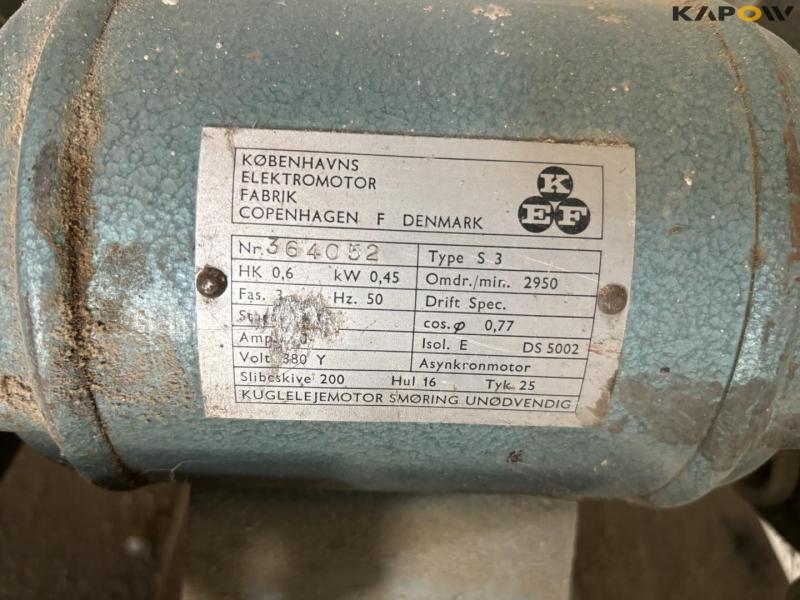 KAPOW
KØBENHAVNS
ELEKTROMOTOR
FABRIK
COPENHAGEN F DENMARK
K
E F
Nr. 364052 Type S 3
HK 0,6 kW 0,45 Omdr./min.. 2950
Fas. Hz. 50 Drift Spec.
cos. φ 0,77
Amp. Isol. E DS 5002
Volt 380 Y Asynkronmotor
Slibeskive 200 Hul 16 Tyk 25
KUGLELEJEMOTOR SMØRING UNØDVENDIG